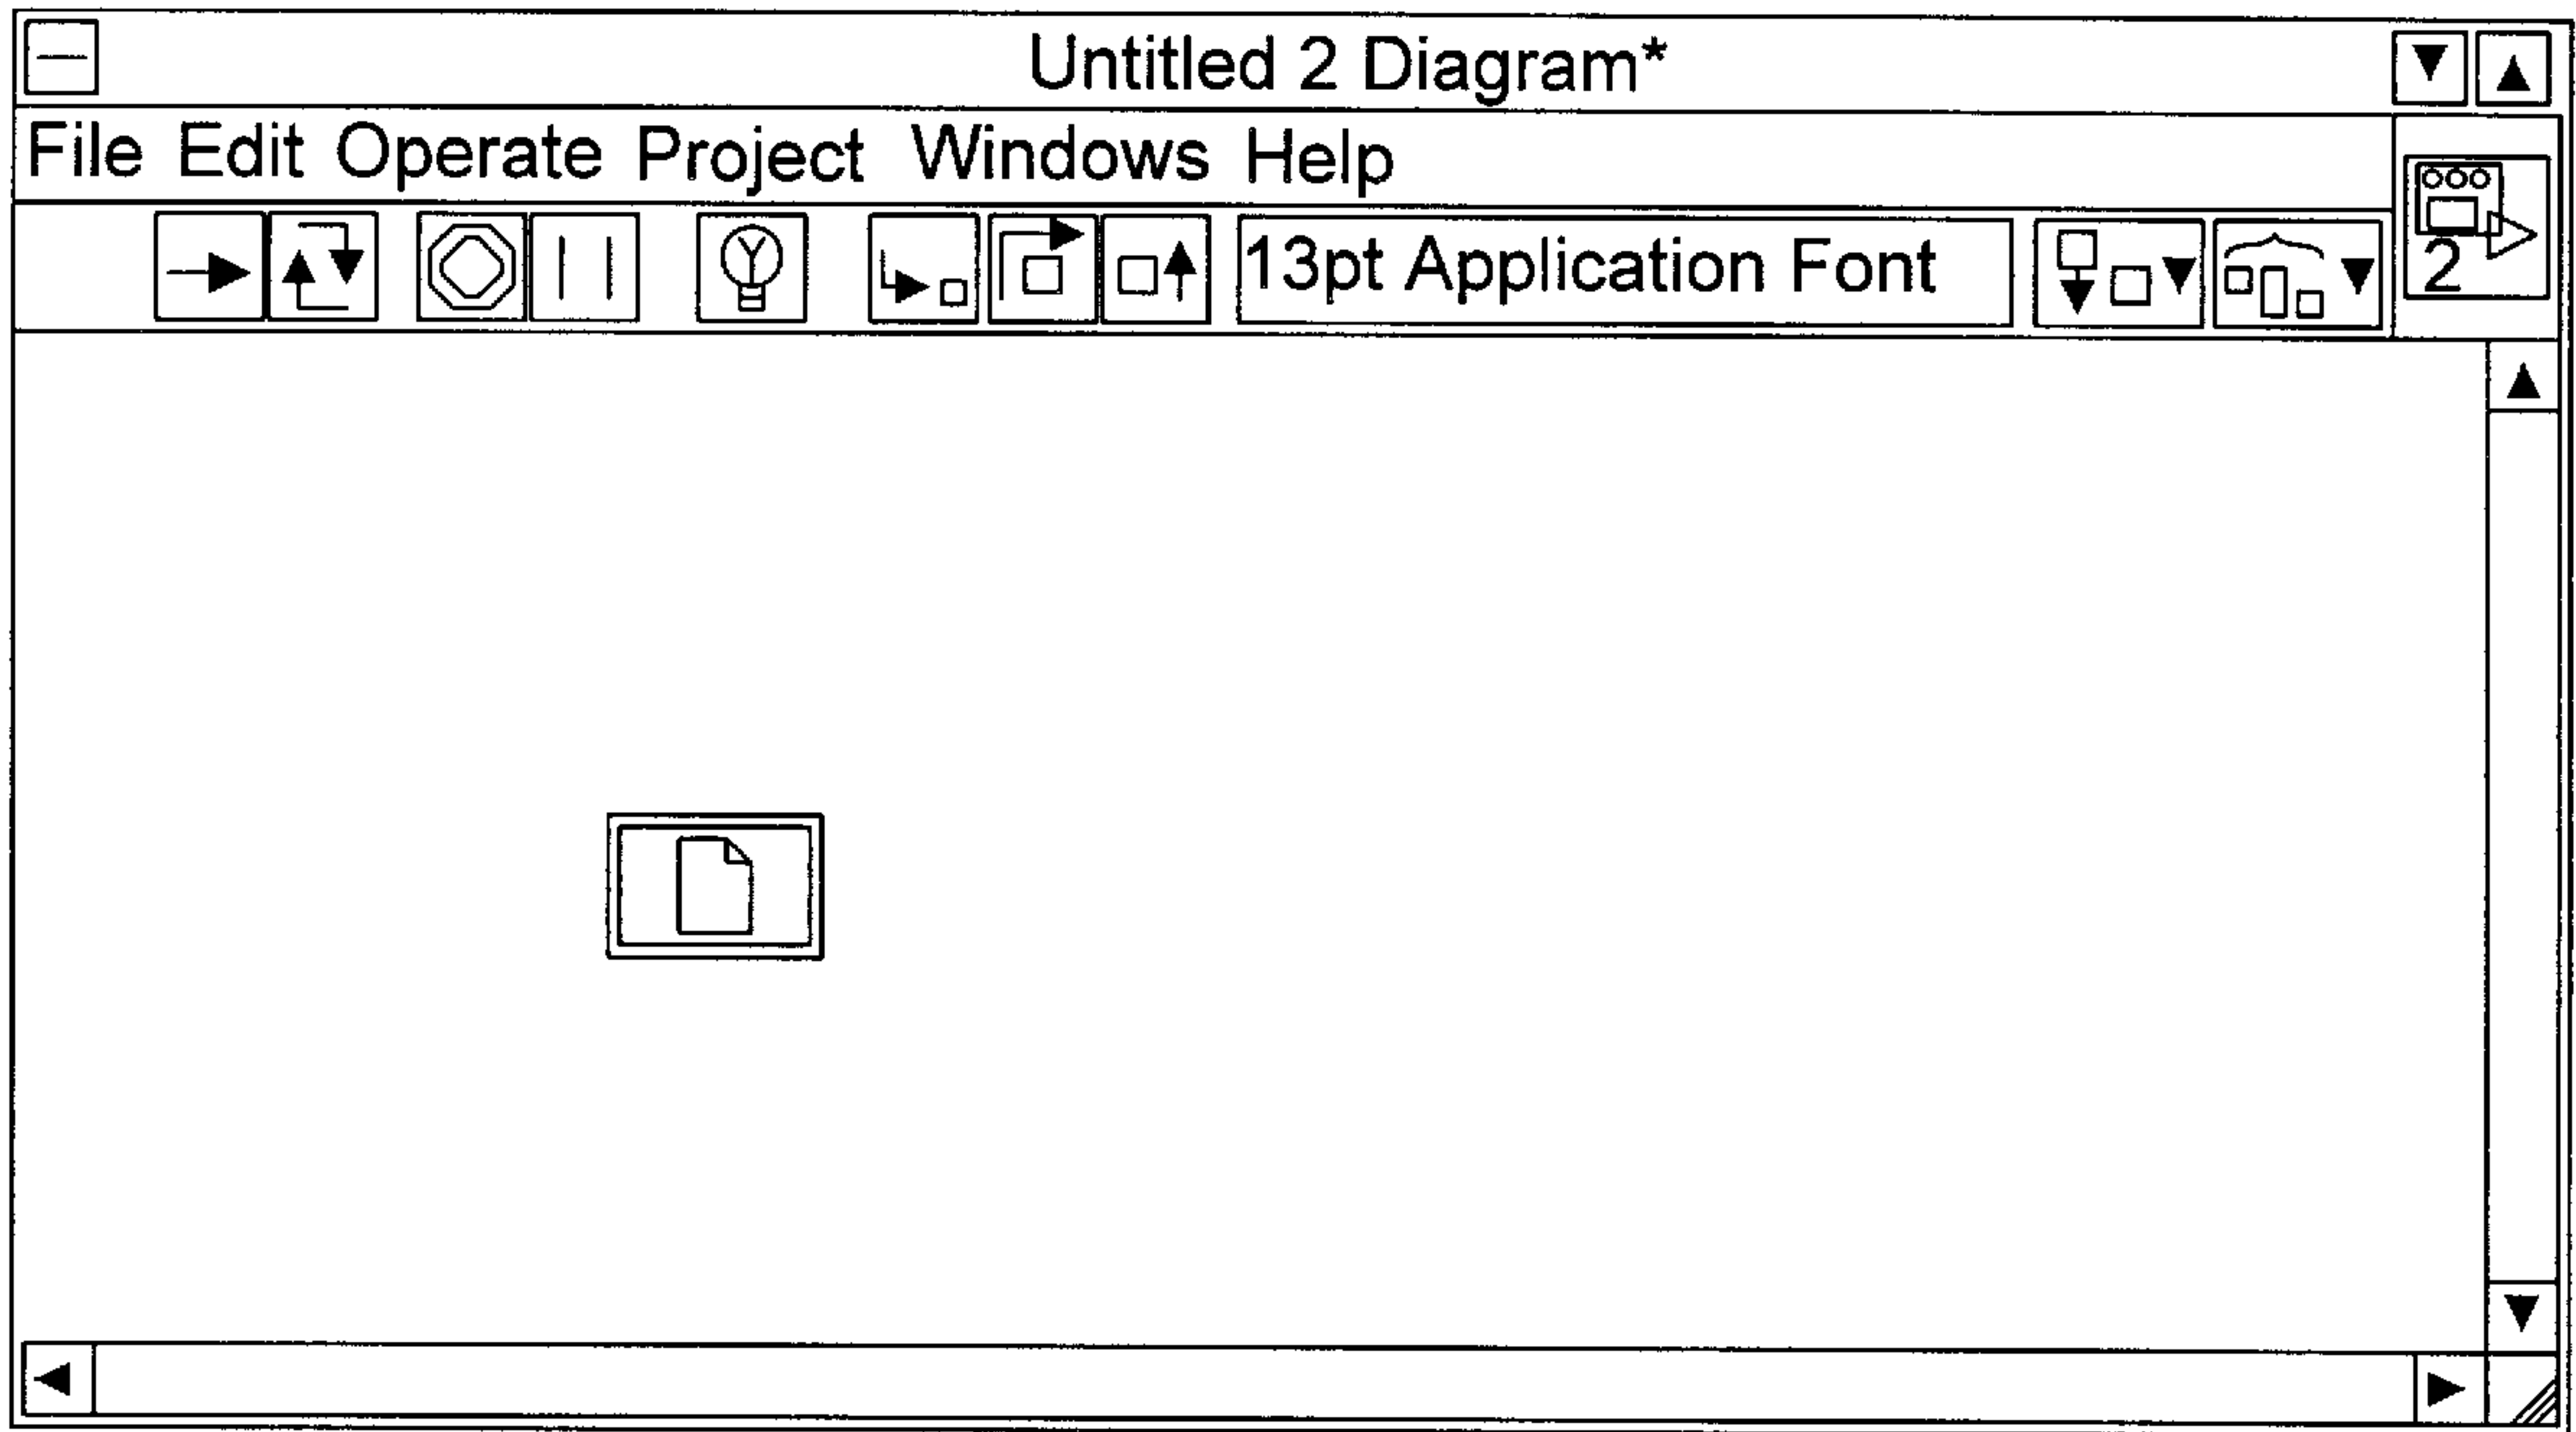 Untitled 2 Diagram*
File Edit Operate Project Windows Help
13pt Application Font
2